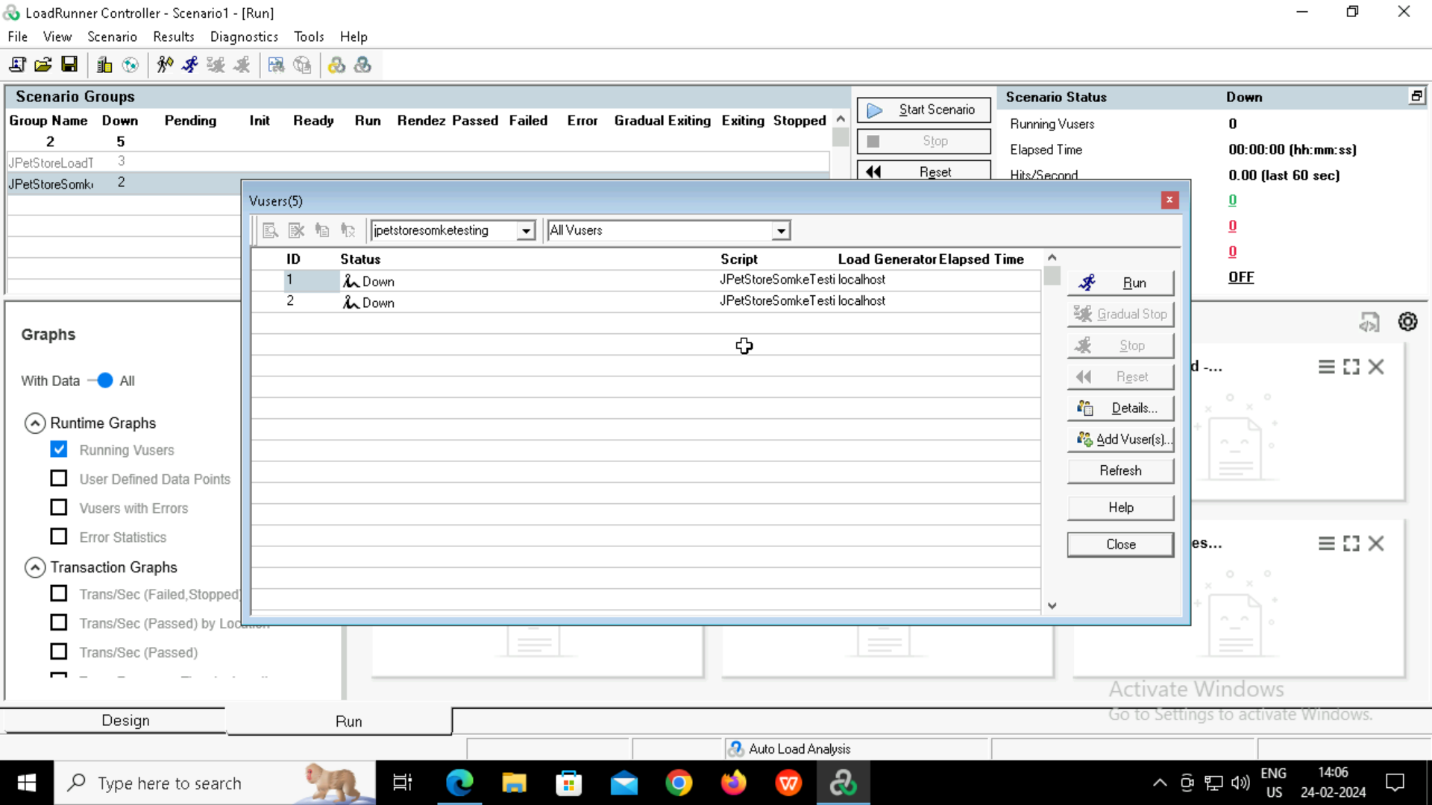 LoadRunner Controller - Scenario1 - [Run]
File View Scenario Results Diagnostics Tools Help
Scenario Groups
Group Name Down Pending Init Ready Run Rendez Passed Failed Error Gradual Exiting Exiting Stopped
2 5
JPetStoreLoadT 3
JPetStoreSomk 2
Start Scenario
Stop
Reset
Scenario Status Down
Running Vusers 0
Elapsed Time 00:00:00 (hh:mm:ss)
Hits/Second 0.00 (last 60 sec)
0
0
0
OFF
Vusers(5)
jpetstoresomketesting All Vusers
ID Status Script Load Generator Elapsed Time
1 Down JPetStoreSomkeTesti localhost
2 Down JPetStoreSomkeTesti localhost
Run
Gradual Stop
Stop
Reset
Details...
Add Vuser(s)...
Refresh
Help
Close
Graphs
With Data All
Runtime Graphs
Running Vusers
User Defined Data Points
Vusers with Errors
Error Statistics
Transaction Graphs
Trans/Sec (Failed,Stopped)
Trans/Sec (Passed) by Location
Trans/Sec (Passed)
d -...
es...
Activate Windows
Go to Settings to activate Windows.
Design Run
Auto Load Analysis
Type here to search
ENG
US
14:06
24-02-2024